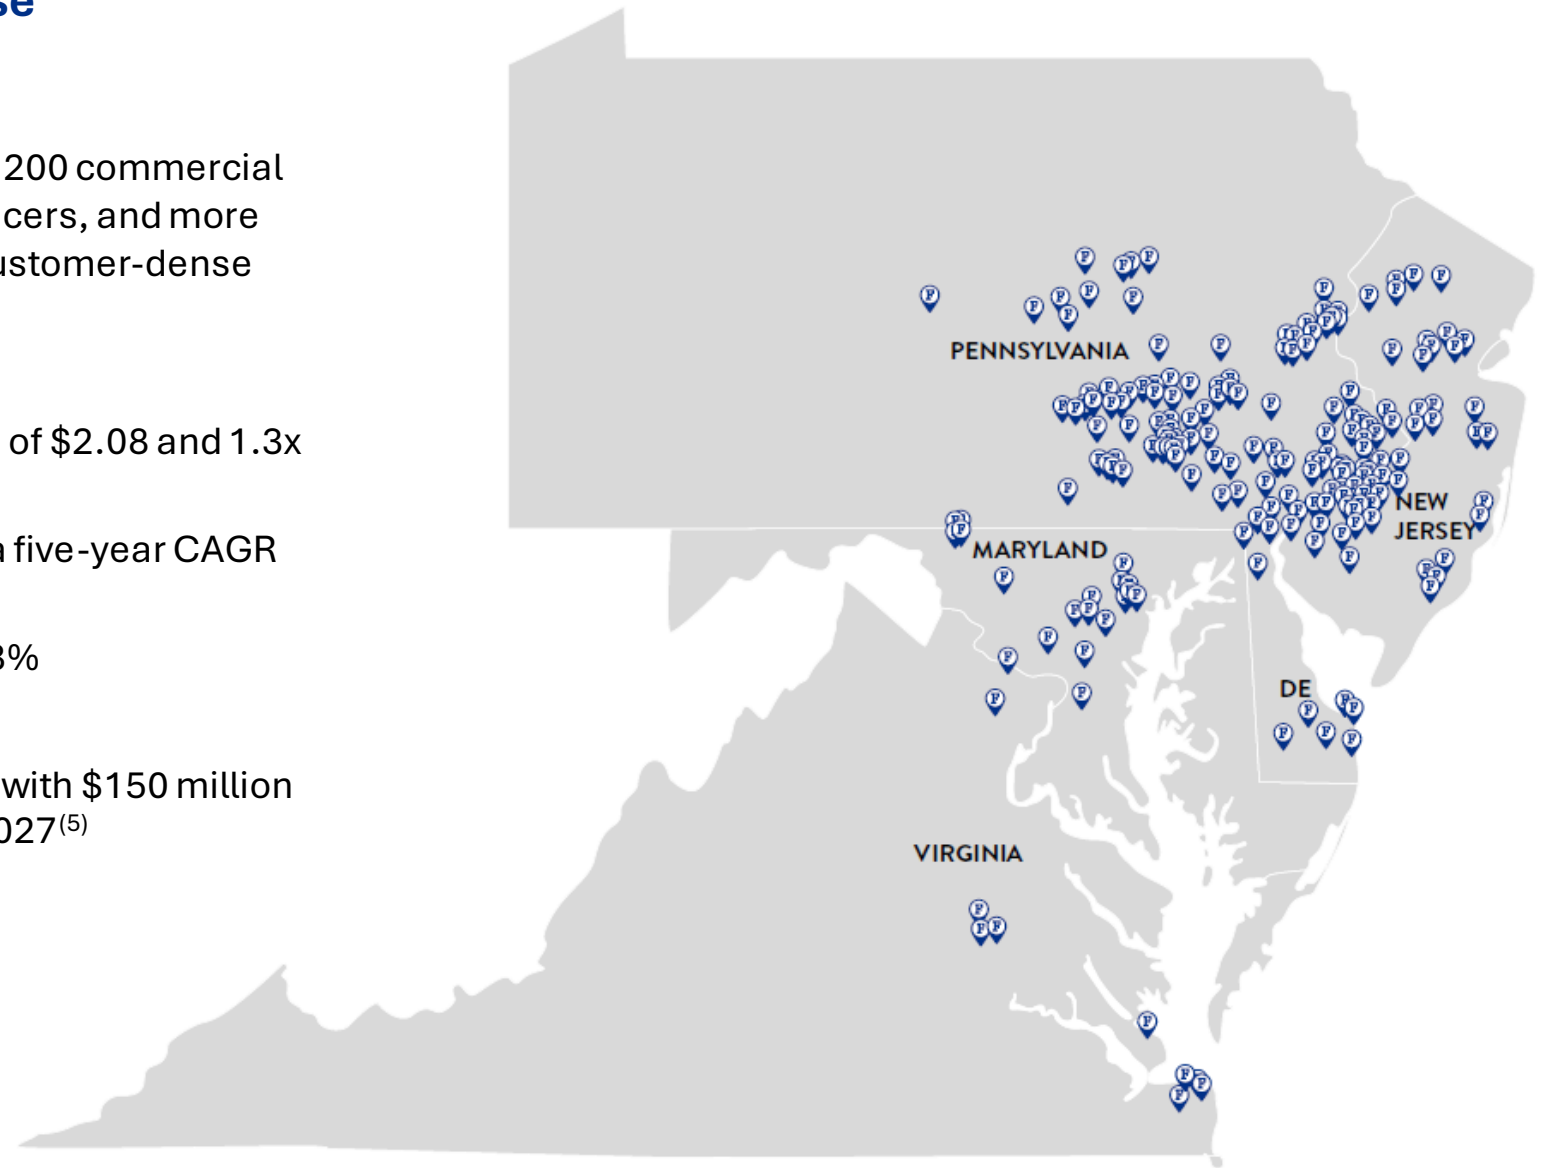 se
200 commercial
cers, and more
ustomer-dense
of $2.08 and 1.3x
a five-year CAGR
3%
with $150 million
027(5)
PENNSYLVANIA
NEW
JERSEY
MARYLAND
DE
VIRGINIA